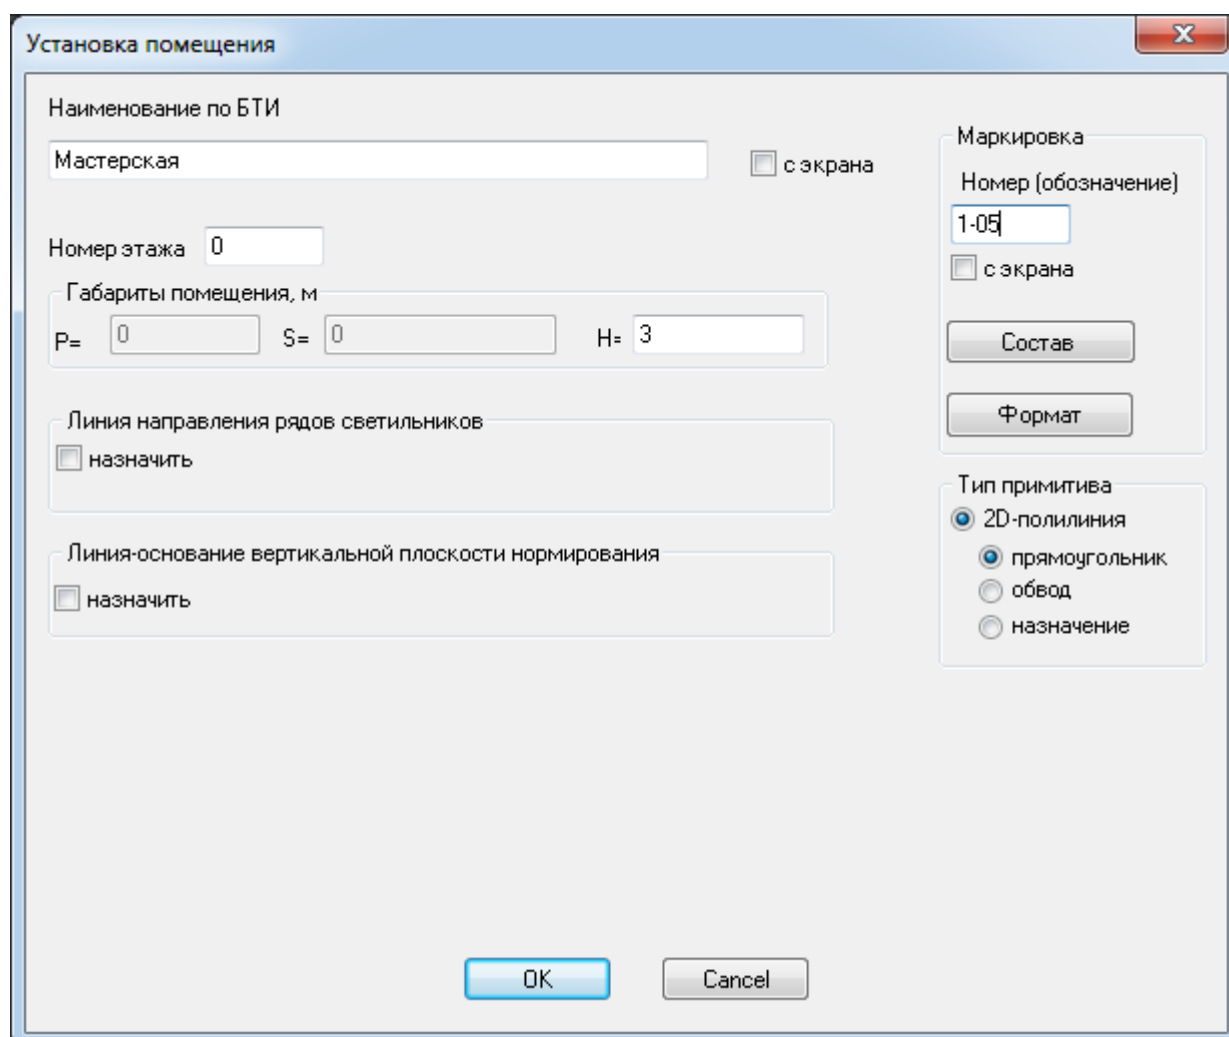 Установка помещения
Наименование по БТИ
Мастерская
с экрана
Номер этажа 0
Габариты помещения, м
P= 0 S= 0 H= 3
Линия направления рядов светильников
назначить
Линия-основание вертикальной плоскости нормирования
назначить
Маркировка
Номер (обозначение)
1-05
с экрана
Состав
Формат
Тип примитива
2D-полилиния
прямоугольник
обвод
назначение
OK Cancel